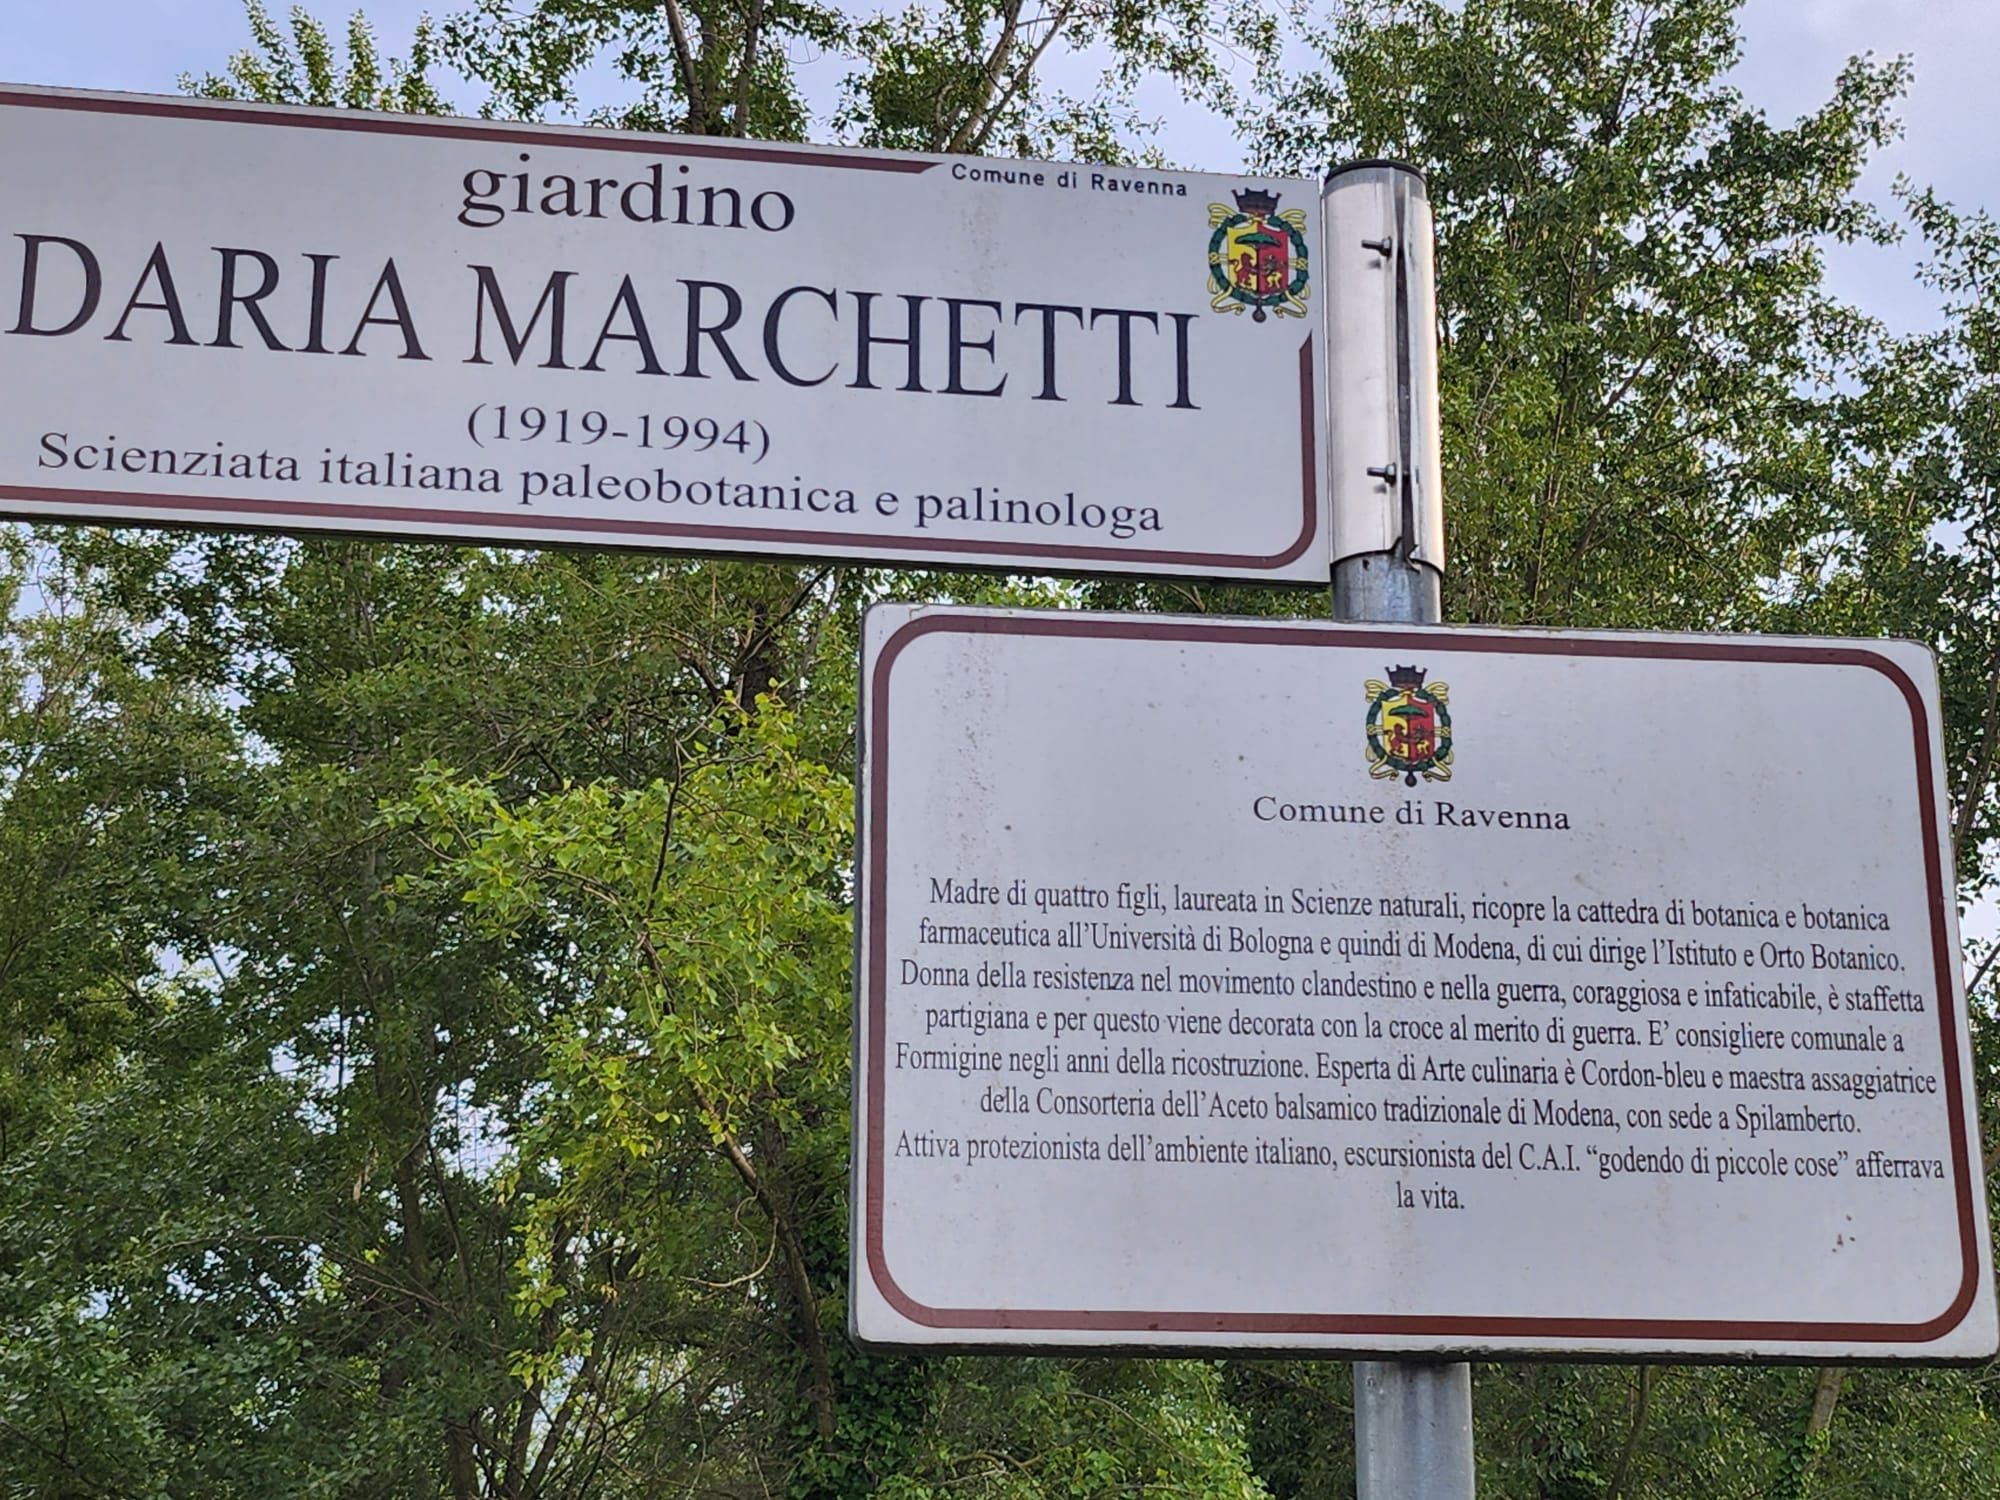 Comune di Ravenna
giardino
DARIA MARCHETTI
(1919-1994)
Scienziata italiana paleobotanica e palinologa
Comune di Ravenna
Madre di quattro figli, laureata in Scienze naturali, ricopre la cattedra di botanica e botanica
farmaceutica all’Università di Bologna e quindi di Modena, di cui dirige l’Istituto e Orto Botanico.
Donna della resistenza nel movimento clandestino e nella guerra, coraggiosa e infaticabile, è staffetta
partigiana e per questo viene decorata con la croce al merito di guerra. E’ consigliere comunale a
Formigine negli anni della ricostruzione. Esperta di Arte culinaria è Cordon-bleu e maestra assaggiatrice
della Consorteria dell’Aceto balsamico tradizionale di Modena, con sede a Spilamberto.
Attiva protezionista dell’ambiente italiano, escursionista del C.A.I. “godendo di piccole cose” afferrava
la vita.